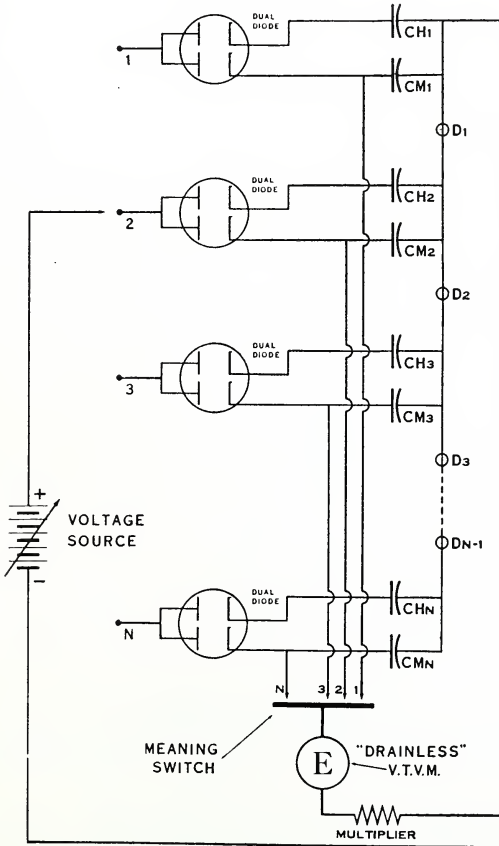 DUAL
DIODE
CH1
1
CM1
D1
DUAL
DIODE
CH2
2
CM2
D2
DUAL
DIODE
CH3
3
CM3
D3
+
VOLTAGE
SOURCE
–
DN-1
DUAL
DIODE
CHN
N
CMN
N 3 2 1
MEANING
SWITCH
E
"DRAINLESS"
V.T.V.M.
MULTIPLIER